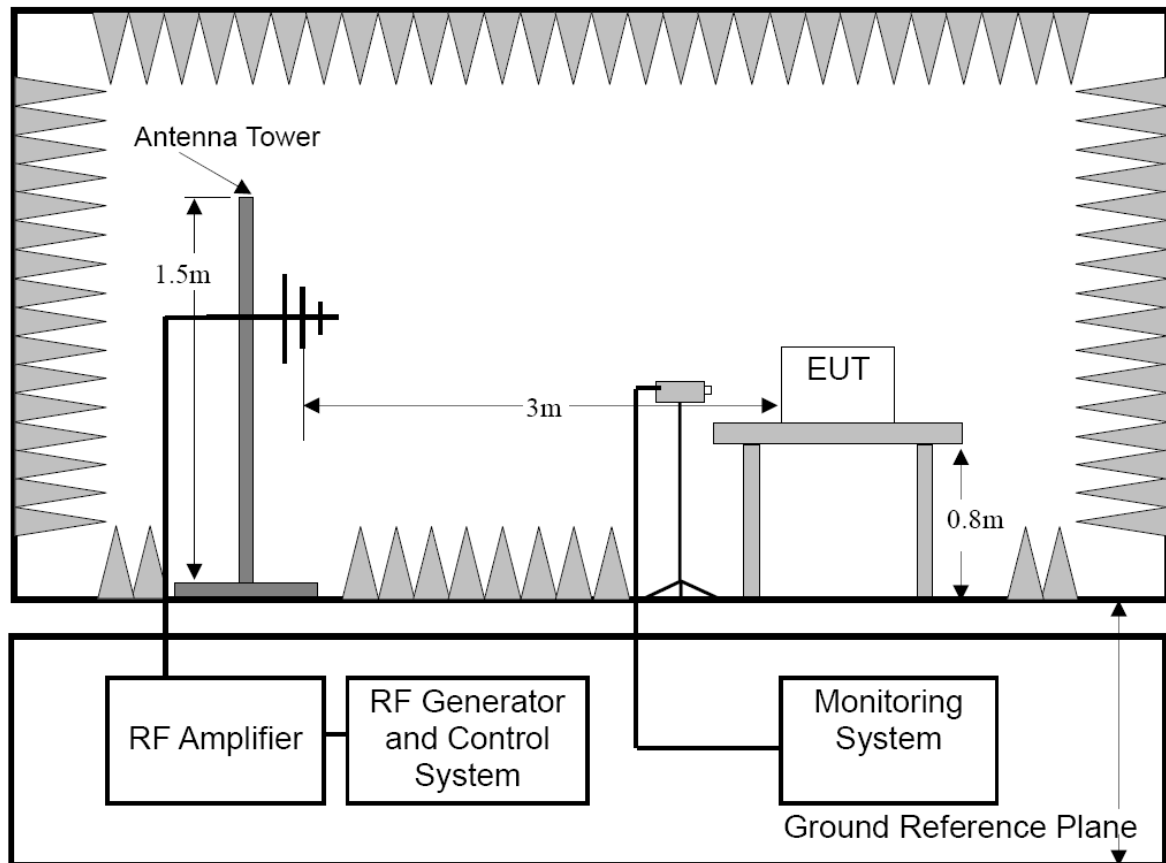 Antenna Tower
1.5m
EUT
3m
0.8m
RF Amplifier
RF Generator
and Control
System
Monitoring
System
Ground Reference Plane